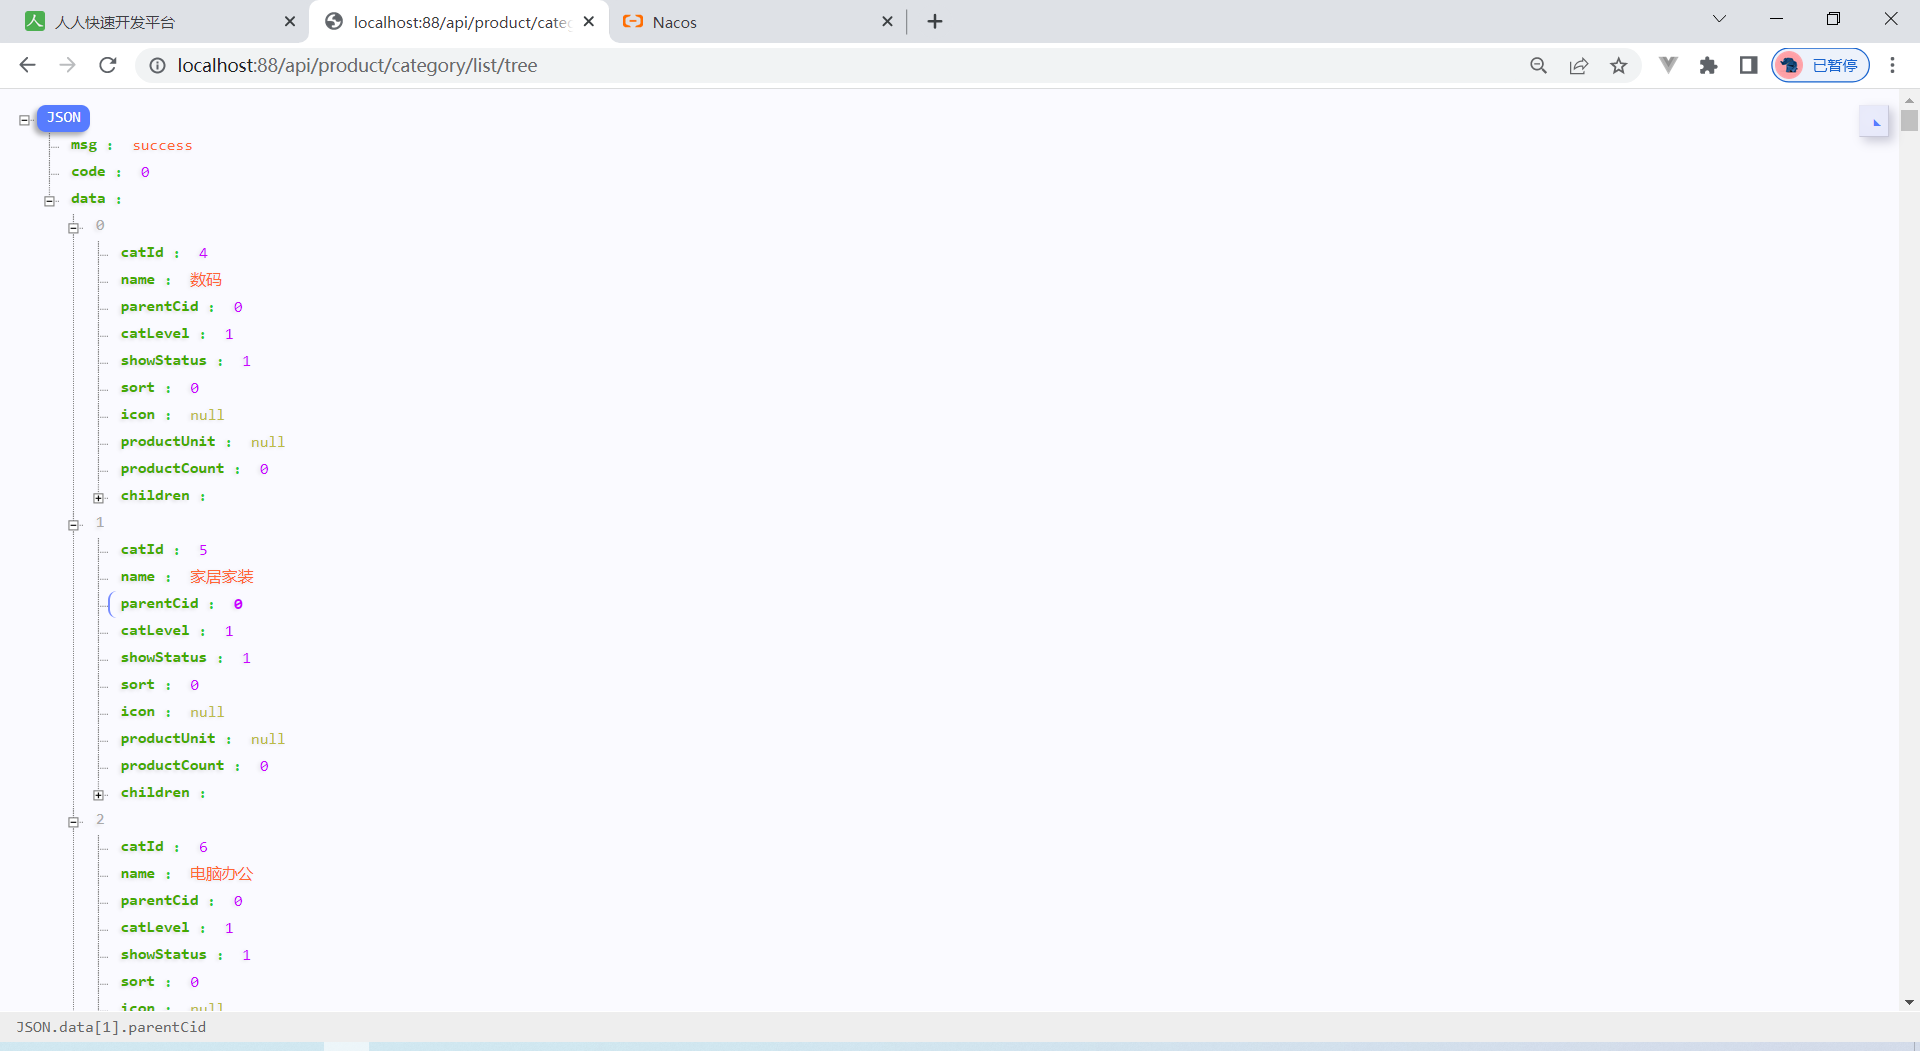 人人快速开发平台
localhost:88/api/product/cate
Nacos
localhost:88/api/product/category/list/tree
已暂停
JSON
msg : success
code : 0
data :
0
catId : 4
name : 数码
parentCid : 0
catLevel : 1
showStatus : 1
sort : 0
icon : null
productUnit : null
productCount : 0
children :
1
catId : 5
name : 家居家装
parentCid : 0
catLevel : 1
showStatus : 1
sort : 0
icon : null
productUnit : null
productCount : 0
children :
2
catId : 6
name : 电脑办公
parentCid : 0
catLevel : 1
showStatus : 1
sort : 0
icon : null
JSON.data[1].parentCid